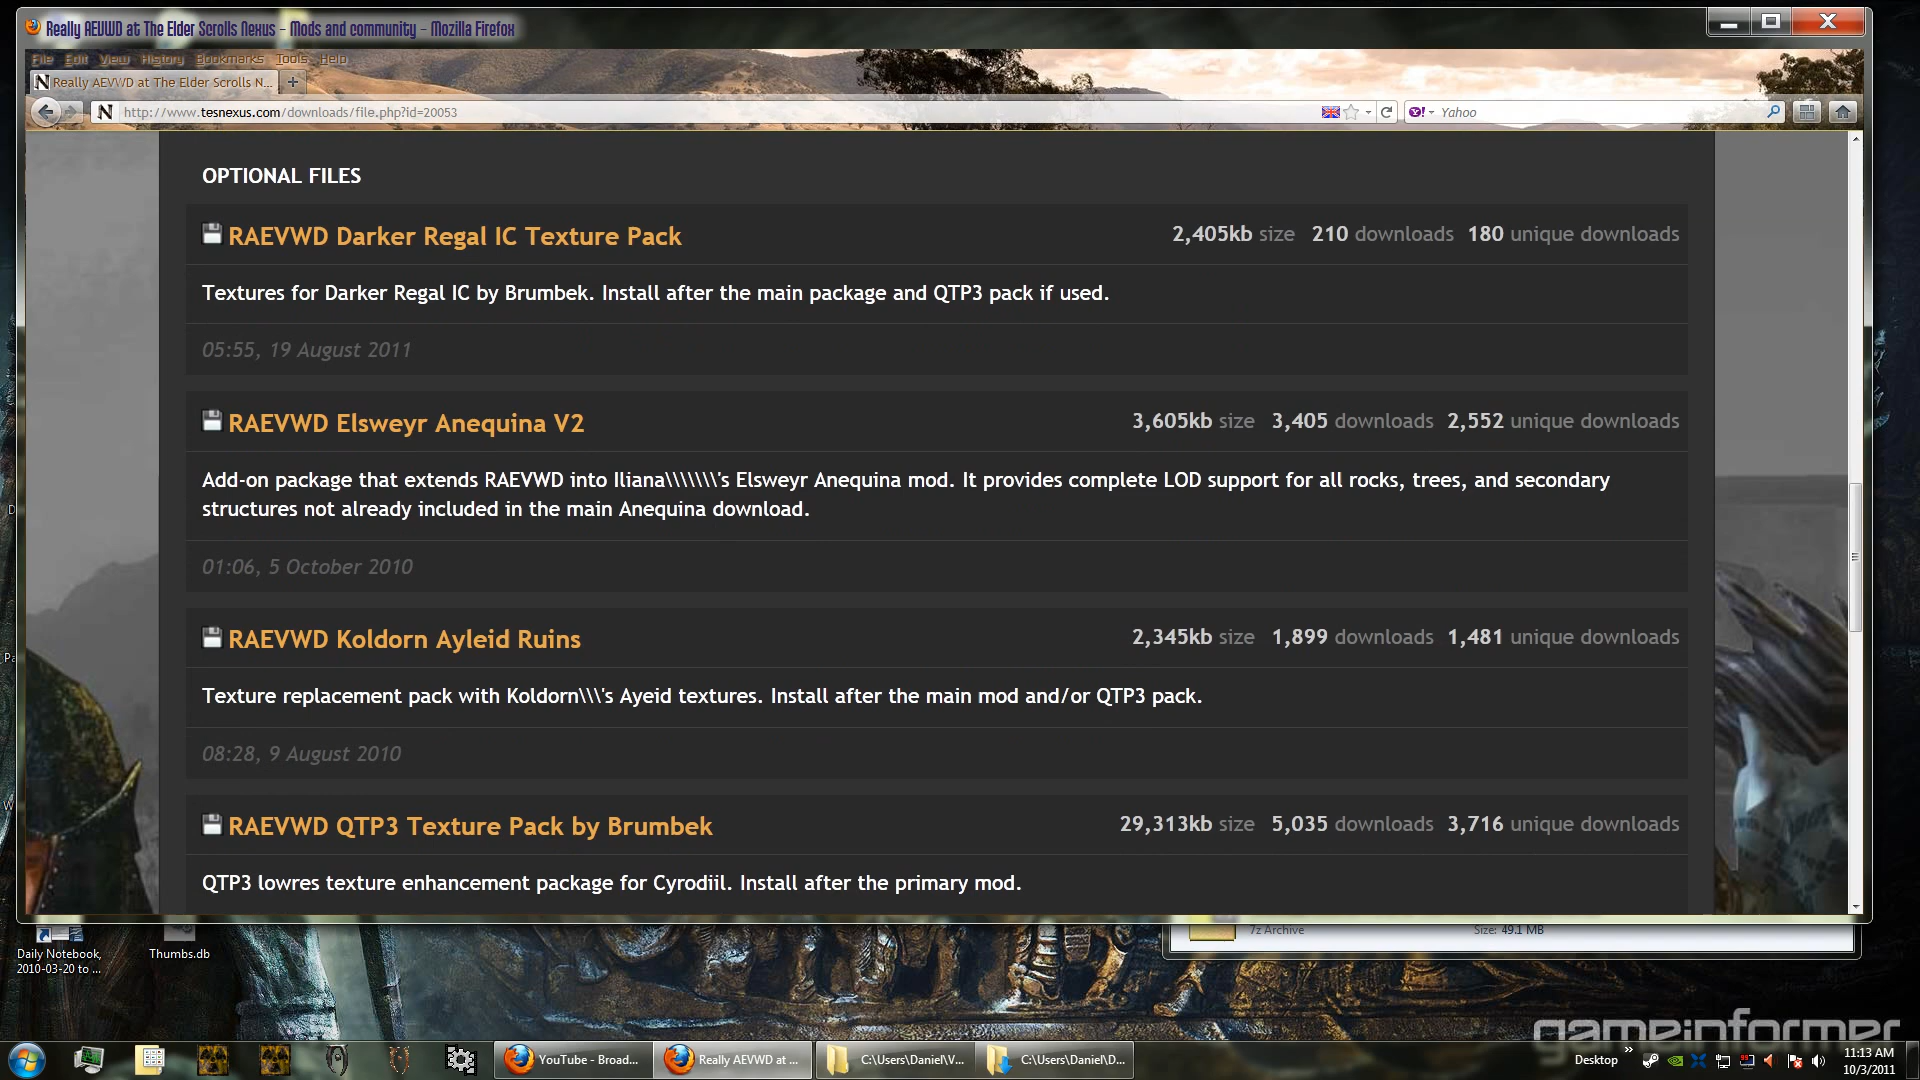 Really AEVWD at The Elder Scrolls Nexus - Mods and community - Mozilla Firefox
File Edit View History Bookmarks Tools Help
Really AEVWD at The Elder Scrolls N...
http://www.tesnexus.com/downloads/file.php?id=20053
Yahoo
OPTIONAL FILES
RAEVWD Darker Regal IC Texture Pack
2,405kb size 210 downloads 180 unique downloads
Textures for Darker Regal IC by Brumbek. Install after the main package and QTP3 pack if used.
05:55, 19 August 2011
RAEVWD Elsweyr Anequina V2
3,605kb size 3,405 downloads 2,552 unique downloads
Add-on package that extends RAEVWD into Iliana\\\\\\\'s Elsweyr Anequina mod. It provides complete LOD support for all rocks, trees, and secondary
structures not already included in the main Anequina download.
01:06, 5 October 2010
RAEVWD Koldorn Ayleid Ruins
2,345kb size 1,899 downloads 1,481 unique downloads
Texture replacement pack with Koldorn\\\'s Ayeid textures. Install after the main mod and/or QTP3 pack.
08:28, 9 August 2010
RAEVWD QTP3 Texture Pack by Brumbek
29,313kb size 5,035 downloads 3,716 unique downloads
QTP3 lowres texture enhancement package for Cyrodiil. Install after the primary mod.
7z Archive
Size: 49.1 MB
Daily Notebook,
2010-03-20 to ...
Thumbs.db
gameinformer
YouTube - Broad...
Really AEVWD at ...
C:\Users\Daniel\V...
C:\Users\Daniel\D...
Desktop
11:13 AM
10/3/2011